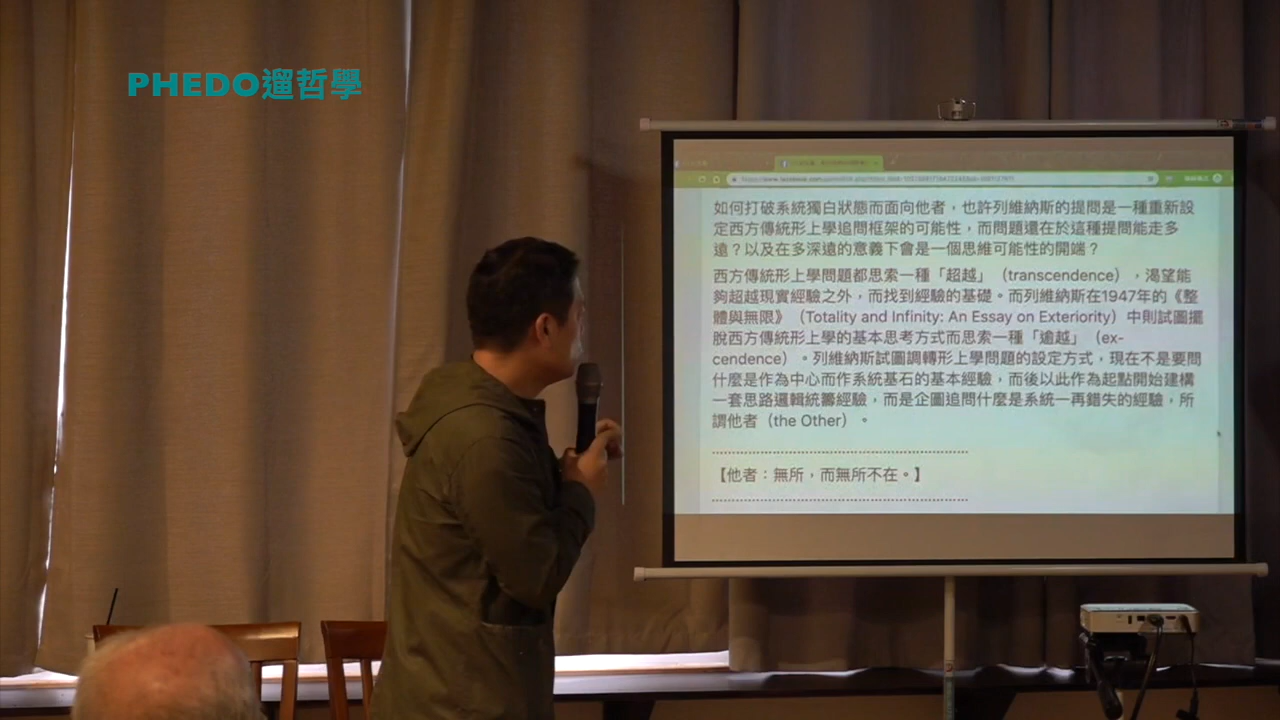 PHEDO遛哲學
如何打破系統獨白狀態而面向他者，也許列維納斯的提問是一種重新設
定西方傳統形上學追問框架的可能性，而問題還在於這種提問能走多
遠？以及在多深遠的意義下會是一個思維可能性的開端？
西方傳統形上學問題都思索一種「超越」（transcendence），渴望能
夠超越現實經驗之外，而找到經驗的基礎。而列維納斯在1947年的《整
體與無限》（Totality and Infinity: An Essay on Exteriority）中則試圖擺
脫西方傳統形上學的基本思考方式而思索一種「逾越」（ex-
cendence）。列維納斯試圖調轉形上學問題的設定方式，現在不是要問
什麼是作為中心而作系統基石的基本經驗，而後以此作為起點開始建構
一套思路邏輯統籌經驗，而是企圖追問什麼是系統一再錯失的經驗，所
謂他者（the Other）。
【他者：無所，而無所不在。】